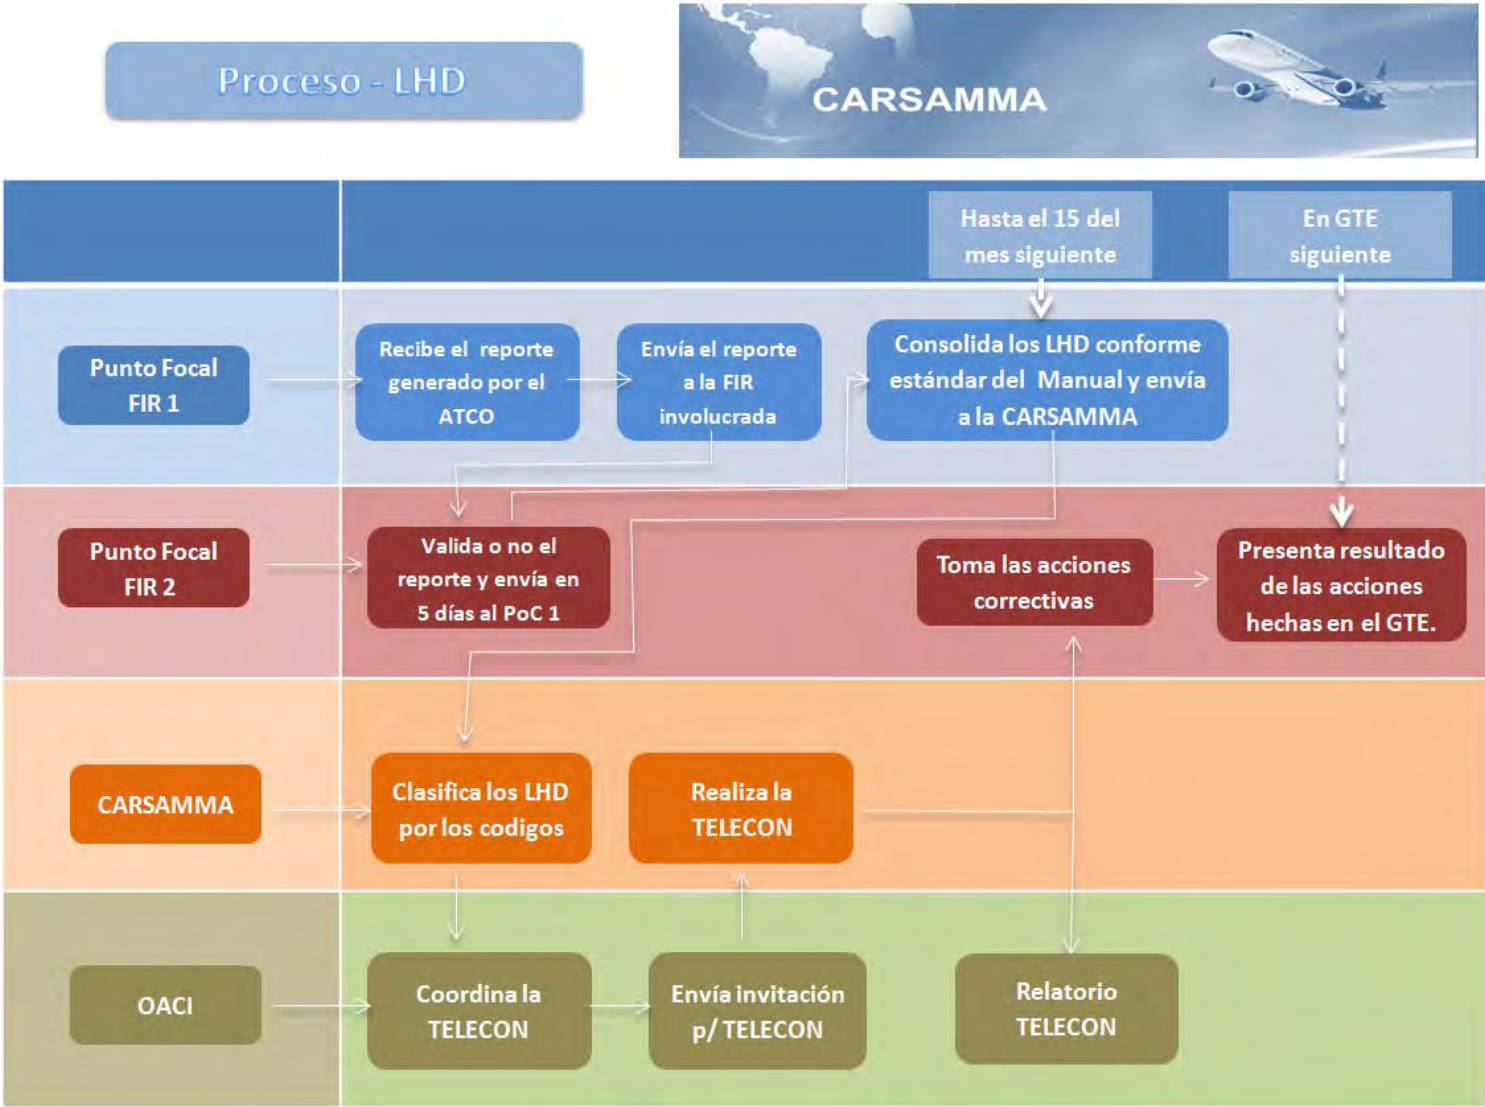 Proceso - LHD
CARSAMMA
Hasta el 15 del
mes siguiente
En GTE
siguiente
Punto Focal
FIR 1
Recibe el reporte
generado por el
ATCO
Envía el reporte
a la FIR
involucrada
Consolida los LHD conforme
estándar del Manual y envía
a la CARSAMMA
Punto Focal
FIR 2
Valida o no el
reporte y envía en
5 días al PoC 1
Toma las acciones
correctivas
Presenta resultado
de las acciones
hechas en el GTE.
CARSAMMA
Clasifica los LHD
por los codigos
Realiza la
TELECON
OACI
Coordina la
TELECON
Envía invitación
p/ TELECON
Relatorio
TELECON